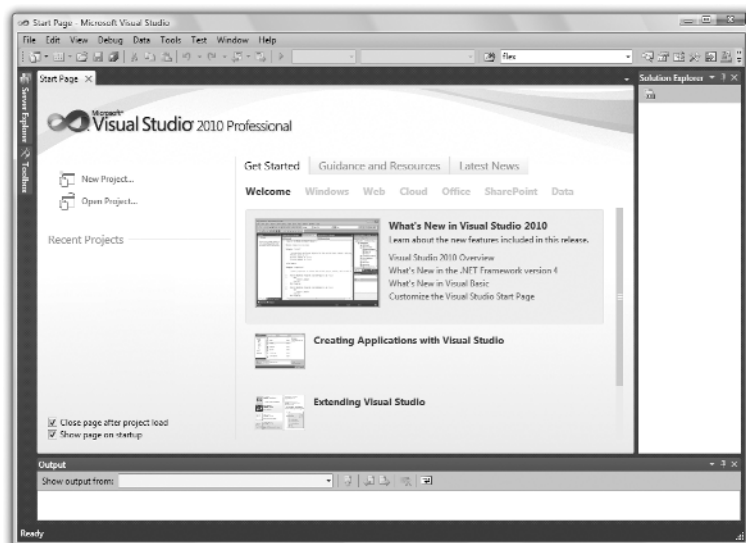 Start Page - Microsoft Visual Studio
File Edit View Debug Data Tools Test Window Help
flex
Server Explorer
Toolbox
Start Page
Solution Explorer
Microsoft
Visual Studio 2010 Professional
New Project...
Open Project...
Recent Projects
Close page after project load
Show page on startup
Get Started Guidance and Resources Latest News
Welcome Windows Web Cloud Office SharePoint Data
What's New in Visual Studio 2010
Learn about the new features included in this release.
Visual Studio 2010 Overview
What's New in the .NET Framework version 4
What's New in Visual Basic
Customize the Visual Studio Start Page
Creating Applications with Visual Studio
Extending Visual Studio
Output
Show output from:
Ready